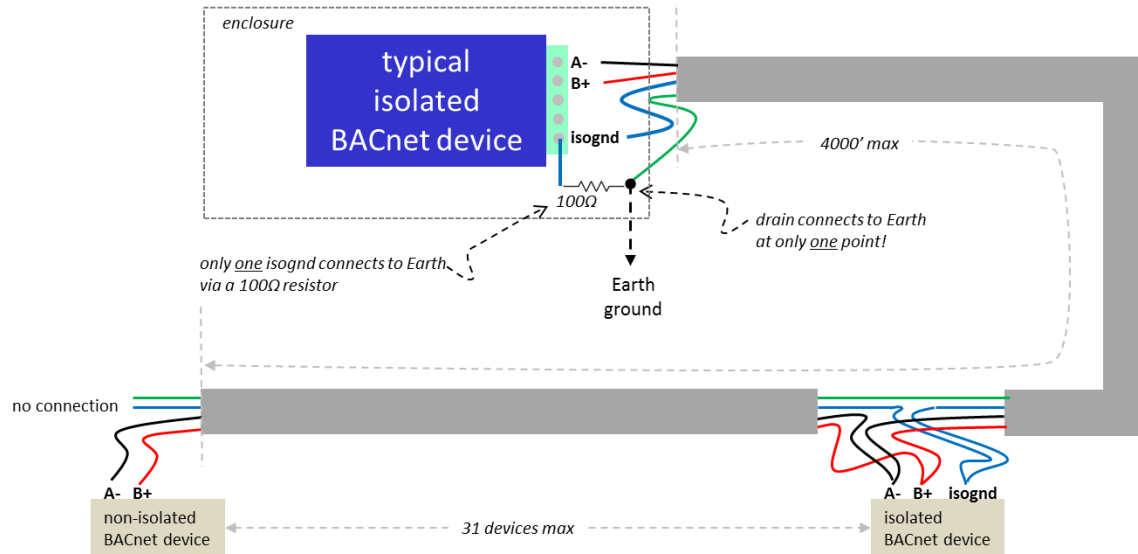 enclosure
typical
isolated
BACnet device
A-
B+
isognd
100Ω
4000’ max
drain connects to Earth
at only one point!
only one isognd connects to Earth
via a 100Ω resistor
Earth
ground
no connection
A- B+
non-isolated
BACnet device
31 devices max
A- B+ isognd
isolated
BACnet device